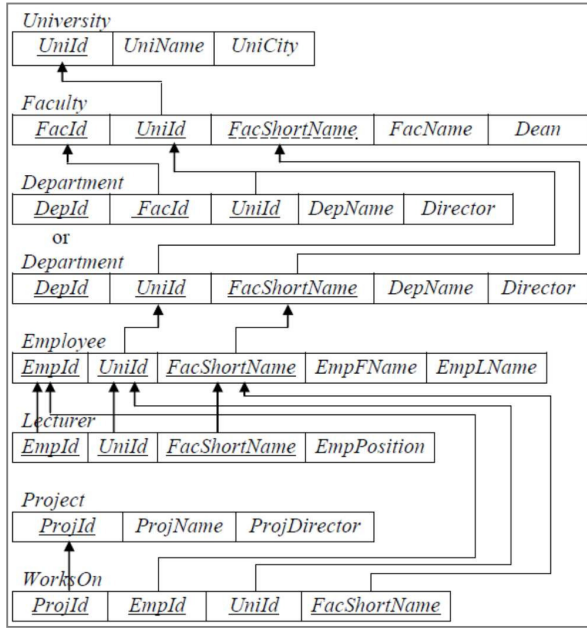 University
UniId UniName UniCity
Faculty
FacId UniId FacShortName FacName Dean
Department
DepId FacId UniId DepName Director
or
Department
DepId UniId FacShortName DepName Director
Employee
EmpId UniId FacShortName EmpFName EmpLName
Lecturer
EmpId UniId FacShortName EmpPosition
Project
ProjId ProjName ProjDirector
WorksOn
ProjId EmpId UniId FacShortName